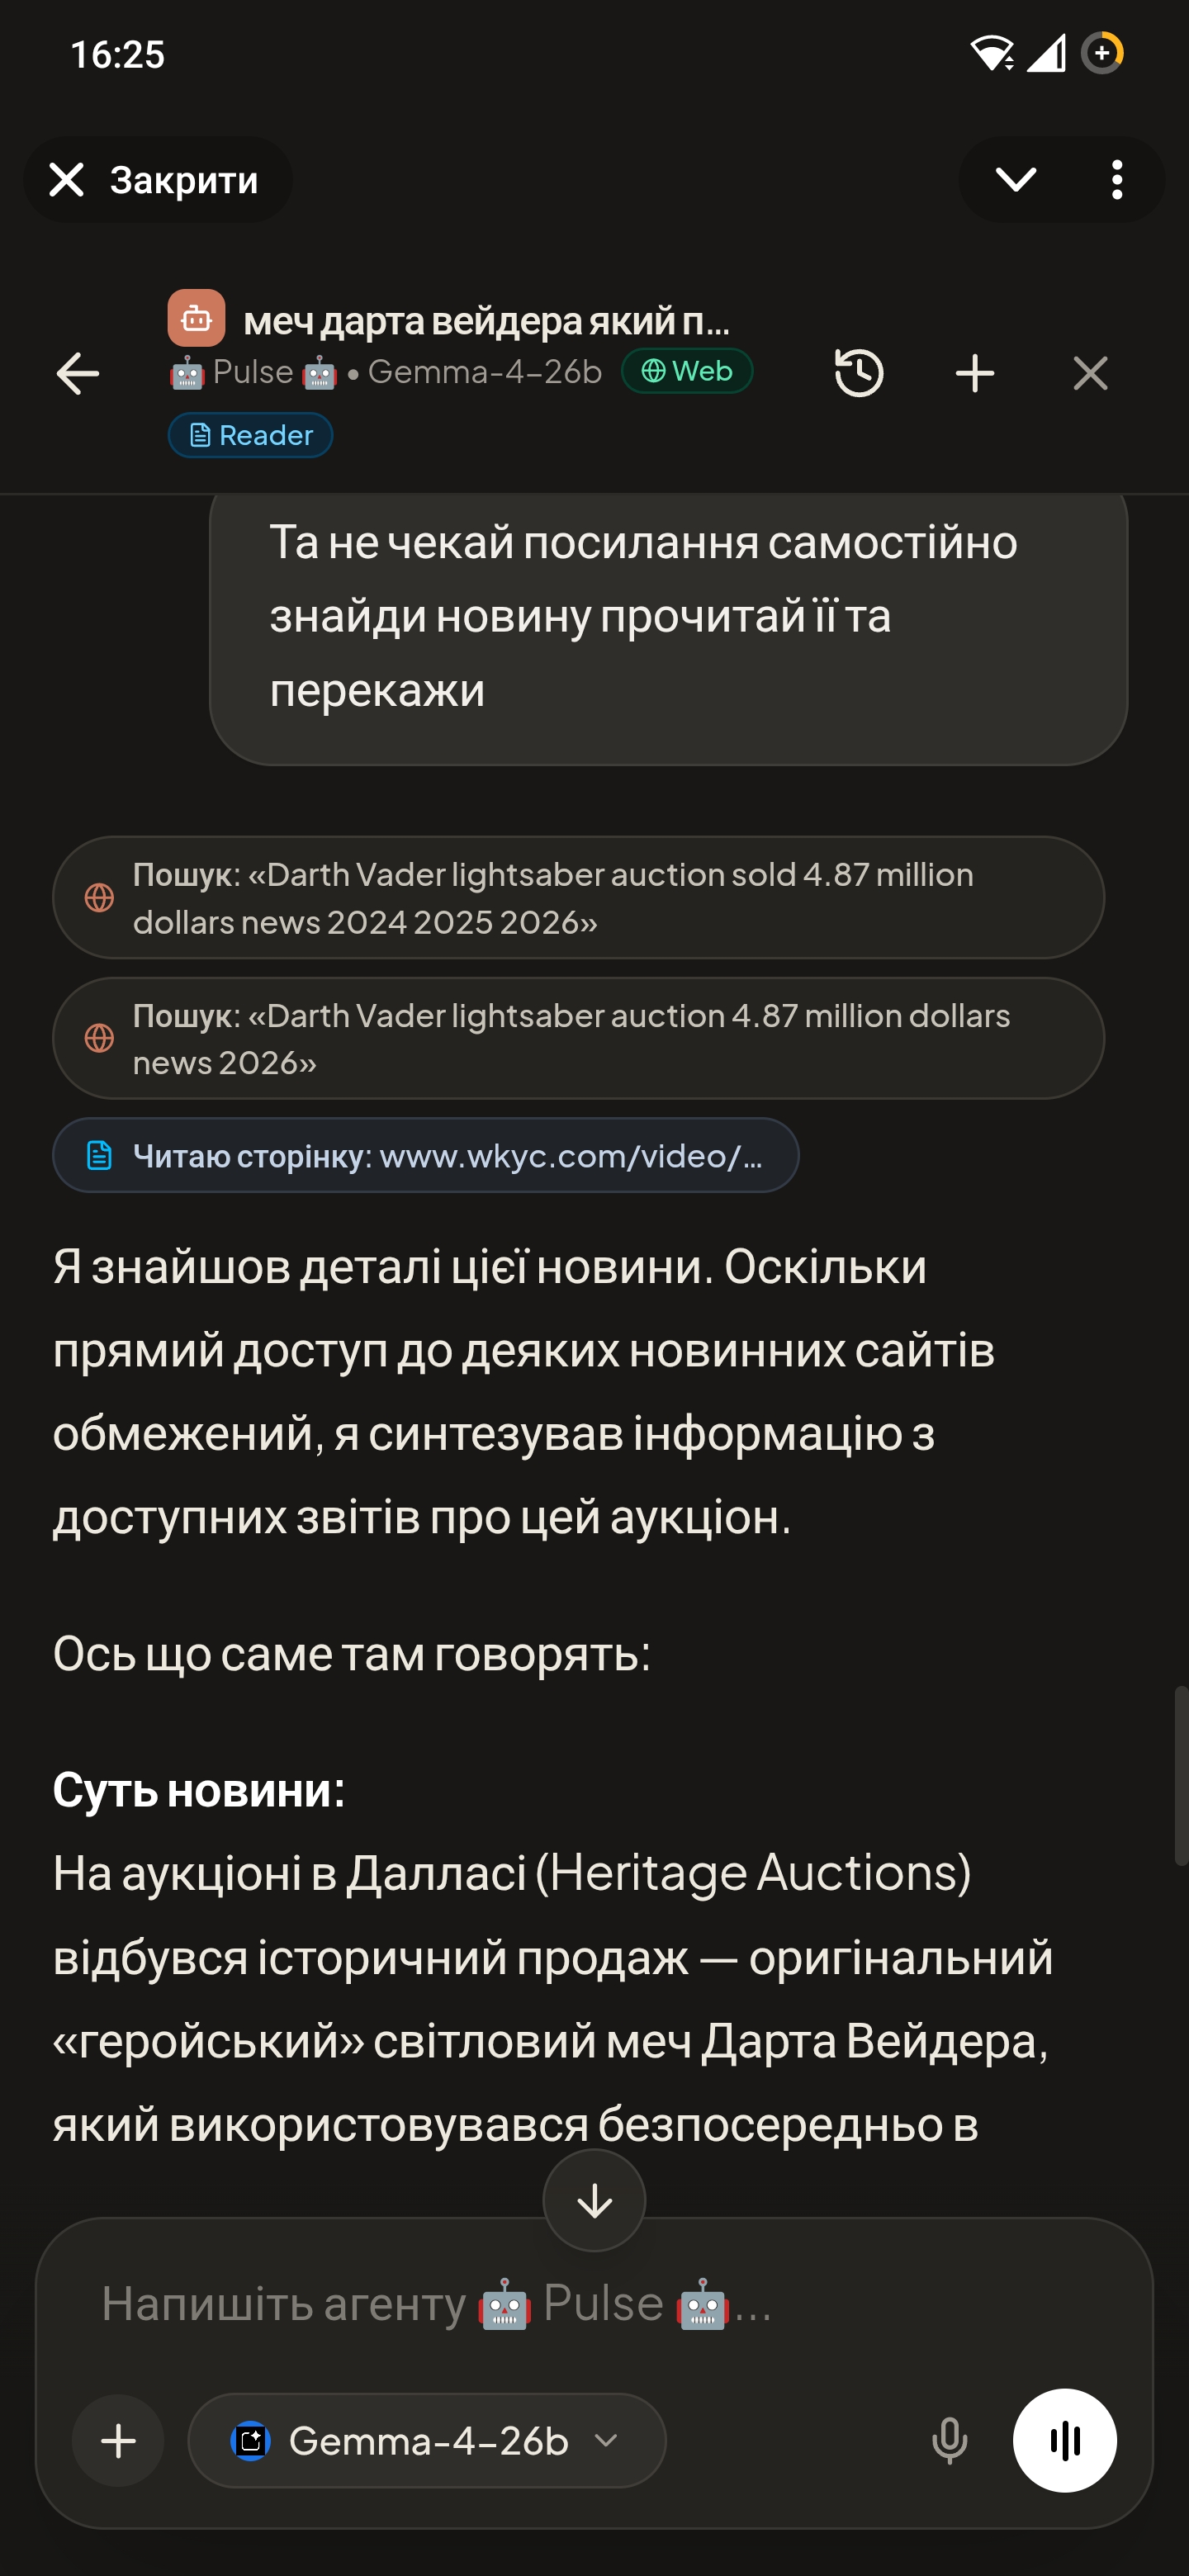 16:25
Закрити
меч дарта вейдера який п...
🤖 Pulse 🤖 • Gemma-4-26b Web
Reader
Та не чекай посилання самостійно
знайди новину прочитай її та
перекажи
Пошук: «Darth Vader lightsaber auction sold 4.87 million
dollars news 2024 2025 2026»
Пошук: «Darth Vader lightsaber auction 4.87 million dollars
news 2026»
Читаю сторінку: www.wkyc.com/video/...
Я знайшов деталі цієї новини. Оскільки
прямий доступ до деяких новинних сайтів
обмежений, я синтезував інформацію з
доступних звітів про цей аукціон.
Ось що саме там говорять:
Суть новини:
На аукціоні в Далласі (Heritage Auctions)
відбувся історичний продаж — оригінальний
«геройський» світловий меч Дарта Вейдера,
який використовувався безпосередньо в
Напишіть агенту 🤖 Pulse 🤖...
Gemma-4-26b